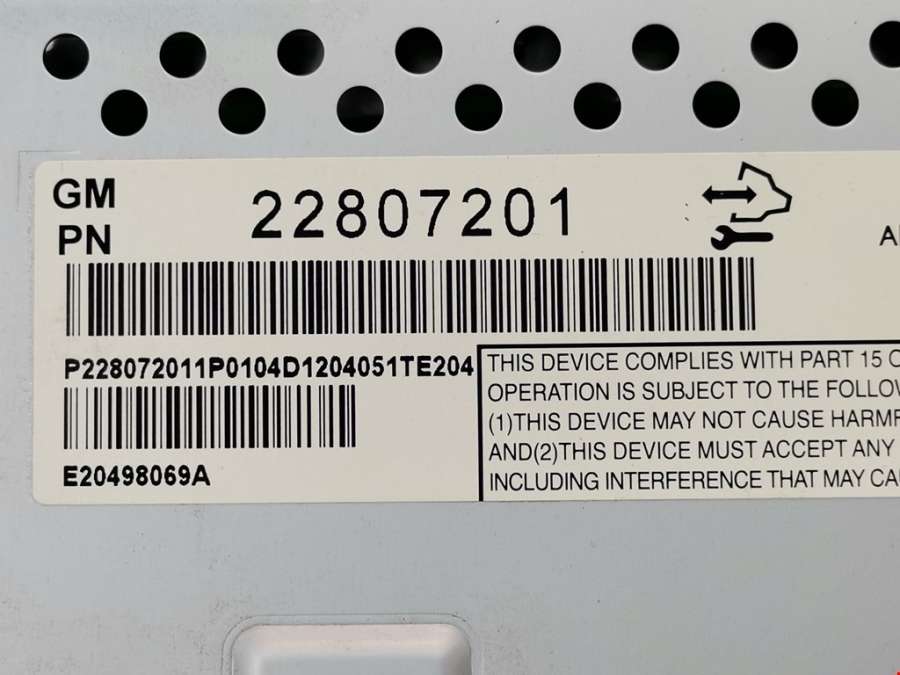 GM
PN
22807201
P228072011P0104D1204051TE204
E20498069A
THIS DEVICE COMPLIES WITH PART 15
OPERATION IS SUBJECT TO THE
(1)THIS DEVICE MAY NOT CAUSE
AND(2)THIS DEVICE MUST ACCEPT ANY
INCLUDING INTERFERENCE THAT MAY